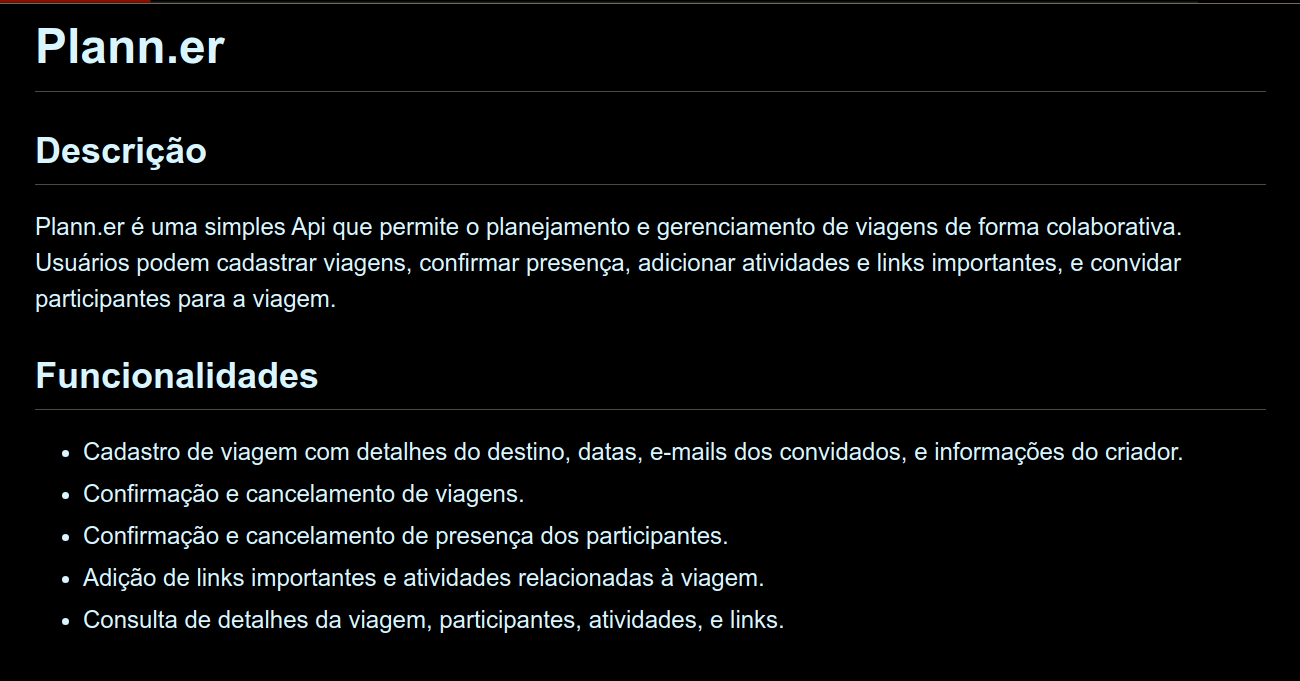 Plann.er
Descrição
Plann.er é uma simples Api que permite o planejamento e gerenciamento de viagens de forma colaborativa.
Usuários podem cadastrar viagens, confirmar presença, adicionar atividades e links importantes, e convidar
participantes para a viagem.
Funcionalidades
• Cadastro de viagem com detalhes do destino, datas, e-mails dos convidados, e informações do criador.
• Confirmação e cancelamento de viagens.
• Confirmação e cancelamento de presença dos participantes.
• Adição de links importantes e atividades relacionadas à viagem.
• Consulta de detalhes da viagem, participantes, atividades, e links.